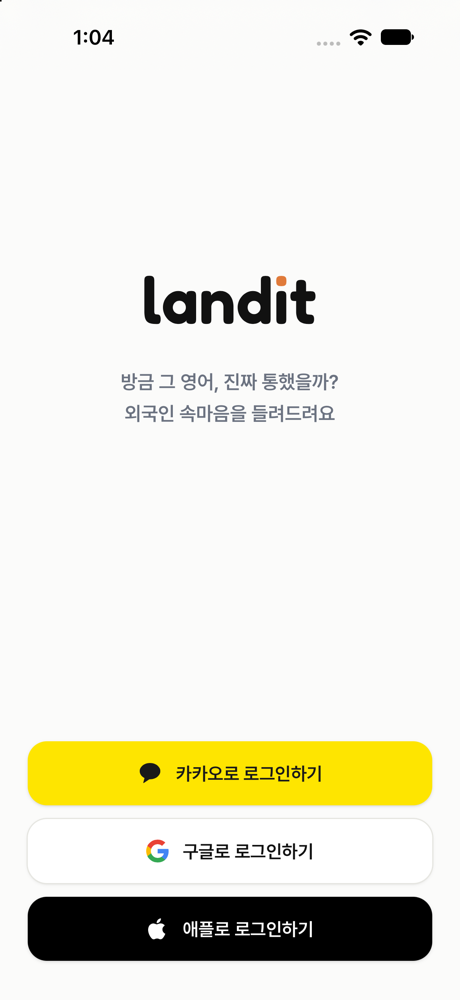 1:04
landit
방금 그 영어, 진짜 통했을까?
외국인 속마음을 들려드려요
카카오로 로그인하기
구글로 로그인하기
애플로 로그인하기